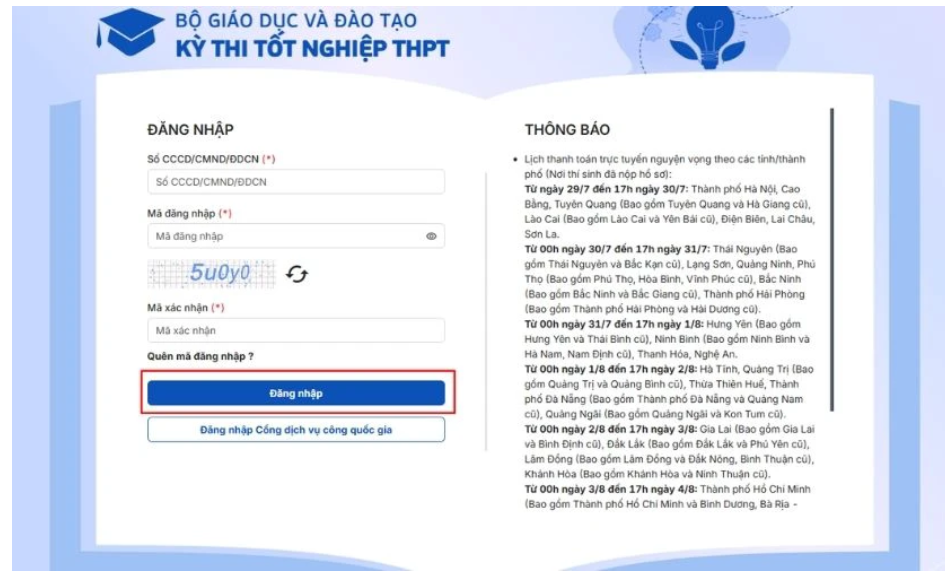 BỘ GIÁO DỤC VÀ ĐÀO TẠO
KỲ THI TỐT NGHIỆP THPT
ĐĂNG NHẬP
Số CCCD/CMND/ĐDCN (*)
Số CCCD/CMND/ĐDCN
Mã đăng nhập (*)
Mã đăng nhập
5u0y0
Mã xác nhận (*)
Mã xác nhận
Quên mã đăng nhập ?
Đăng nhập
Đăng nhập Cổng dịch vụ công quốc gia
THÔNG BÁO
• Lịch thanh toán trực tuyến nguyện vọng theo các tỉnh/thành
phố (Nơi thí sinh đã nộp hồ sơ):
Từ ngày 29/7 đến 17h ngày 30/7: Thành phố Hà Nội, Cao
Bằng, Tuyên Quang (Bao gồm Tuyên Quang và Hà Giang cũ),
Lào Cai (Bao gồm Lào Cai và Yên Bái cũ), Điện Biên, Lai Châu,
Sơn La.
Từ 00h ngày 30/7 đến 17h ngày 31/7: Thái Nguyên (Bao
gồm Thái Nguyên và Bắc Kạn cũ), Lạng Sơn, Quảng Ninh, Phú
Thọ (Bao gồm Phú Thọ, Hòa Bình, Vĩnh Phúc cũ), Bắc Ninh
(Bao gồm Bắc Ninh và Bắc Giang cũ), Thành phố Hải Phòng
(Bao gồm Thành phố Hải Phòng và Hải Dương cũ).
Từ 00h ngày 31/7 đến 17h ngày 1/8: Hưng Yên (Bao gồm
Hưng Yên và Thái Bình cũ), Ninh Bình (Bao gồm Ninh Bình và
Hà Nam, Nam Định cũ), Thanh Hóa, Nghệ An.
Từ 00h ngày 1/8 đến 17h ngày 2/8: Hà Tĩnh, Quảng Trị (Bao
gồm Quảng Trị và Quảng Bình cũ), Thừa Thiên Huế, Thành
phố Đà Nẵng (Bao gồm Thành phố Đà Nẵng và Quảng Nam
cũ), Quảng Ngãi (Bao gồm Quảng Ngãi và Kon Tum cũ).
Từ 00h ngày 2/8 đến 17h ngày 3/8: Gia Lai (Bao gồm Gia Lai
và Bình Định cũ), Đắk Lắk (Bao gồm Đắk Lắk và Phú Yên cũ),
Lâm Đồng (Bao gồm Lâm Đồng và Đắk Nông, Bình Thuận cũ),
Khánh Hòa (Bao gồm Khánh Hòa và Ninh Thuận cũ).
Từ 00h ngày 3/8 đến 17h ngày 4/8: Thành phố Hồ Chí Minh
(Bao gồm Thành phố Hồ Chí Minh và Bình Dương, Bà Rịa -